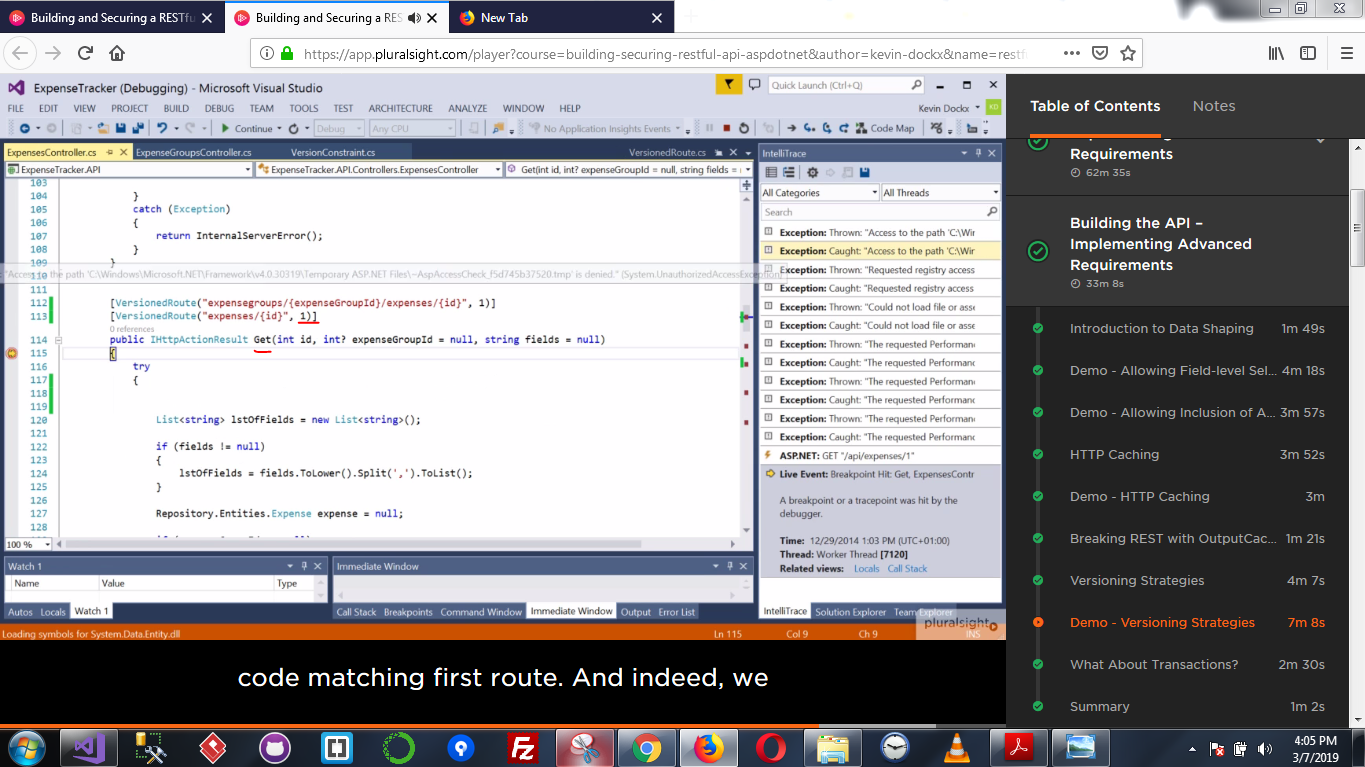 Building and Securing a RESTfu
Building and Securing a RES
New Tab
https://app.pluralsight.com/player?course=building-securing-restful-api-aspdotnet&author=kevin-dockx&name=restf
ExpenseTracker (Debugging) - Microsoft Visual Studio
Quick Launch (Ctrl+Q)
FILE EDIT VIEW PROJECT BUILD DEBUG TEAM TOOLS TEST ARCHITECTURE ANALYZE WINDOW HELP
Kevin Dockx KD
Continue Debug Any CPU No Application Insights Events Code Map
ExpensesController.cs ExpenseGroupsController.cs VersionConstraint.cs VersionedRoute.cs
ExpenseTracker.API ExpenseTracker.API.Controllers.ExpensesController Get(int id, int? expenseGroupId = null, string fields =
103
104 }
105 catch (Exception)
106 {
107 return InternalServerError();
108 }
109 }
"Access to the path 'C:\Windows\Microsoft.NET\Framework\v4.0.30319\Temporary ASP.NET Files\~AspAccessCheck_f5d745b37520.tmp' is denied." (System.UnauthorizedAccessException)
110
111
112 [VersionedRoute("expensegroups/{expenseGroupId}/expenses/{id}", 1)]
113 [VersionedRoute("expenses/{id}", 1)]
0 references
114 public IHttpActionResult Get(int id, int? expenseGroupId = null, string fields = null)
115 {
116 try
117 {
118
119
120 List<string> lstOfFields = new List<string>();
121
122 if (fields != null)
123 {
124 lstOfFields = fields.ToLower().Split(',').ToList();
125 }
126
127 Repository.Entities.Expense expense = null;
128
100 %
IntelliTrace
All Categories All Threads
Search
Exception: Thrown: "Access to the path 'C:\Wir
Exception: Caught: "Access to the path 'C:\Wir
Exception: Thrown: "Requested registry access
Exception: Caught: "Requested registry access
Exception: Thrown: "Could not load file or asse
Exception: Caught: "Could not load file or asse
Exception: Thrown: "The requested Performanc
Exception: Caught: "The requested Performanc
Exception: Thrown: "The requested Performanc
Exception: Caught: "The requested Performanc
Exception: Thrown: "The requested Performanc
Exception: Caught: "The requested Performanc
ASP.NET: GET "/api/expenses/1"
Live Event: Breakpoint Hit: Get, ExpensesContr
A breakpoint or a tracepoint was hit by the
debugger.
Time: 12/29/2014 1:03 PM (UTC+01:00)
Thread: Worker Thread [7120]
Related views: Locals Call Stack
IntelliTrace Solution Explorer Team Explorer
Watch 1
Name Value Type
Autos Locals Watch 1
Immediate Window
Call Stack Breakpoints Command Window Immediate Window Output Error List
Loading symbols for System.Data.Entity.dll Ln 115 Col 9 Ch 9 INS
pluralsight
code matching first route. And indeed, we
Table of Contents Notes
Requirements
62m 35s
Building the API –
Implementing Advanced
Requirements
33m 8s
Introduction to Data Shaping 1m 49s
Demo - Allowing Field-level Sel... 4m 18s
Demo - Allowing Inclusion of A... 3m 57s
HTTP Caching 3m 52s
Demo - HTTP Caching 3m
Breaking REST with OutputCac... 1m 21s
Versioning Strategies 4m 7s
Demo - Versioning Strategies 7m 8s
What About Transactions? 2m 30s
Summary 1m 2s
4:05 PM
3/7/2019